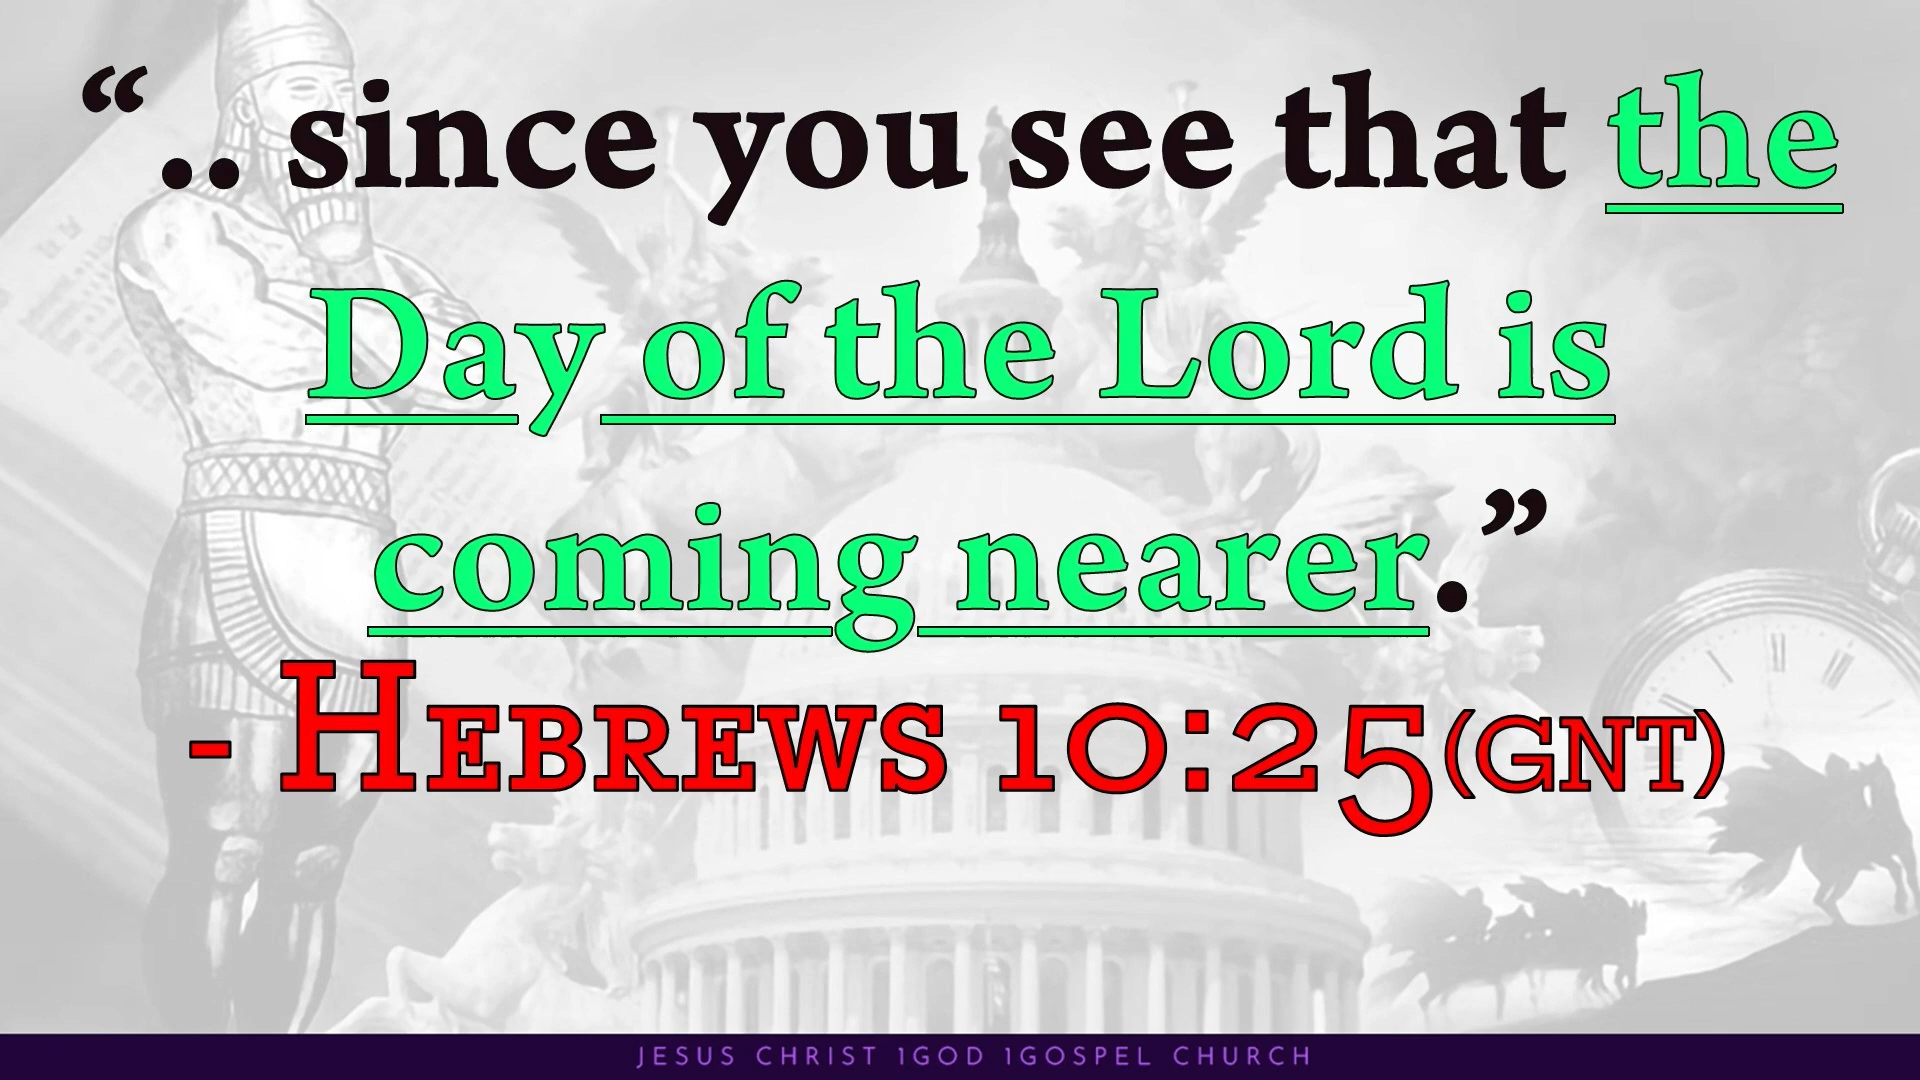 “.. since you see that the
Day of the Lord is
coming nearer.”
- HEBREWS 10:25(GNT)
JESUS CHRIST 1GOD 1GOSPEL CHURCH